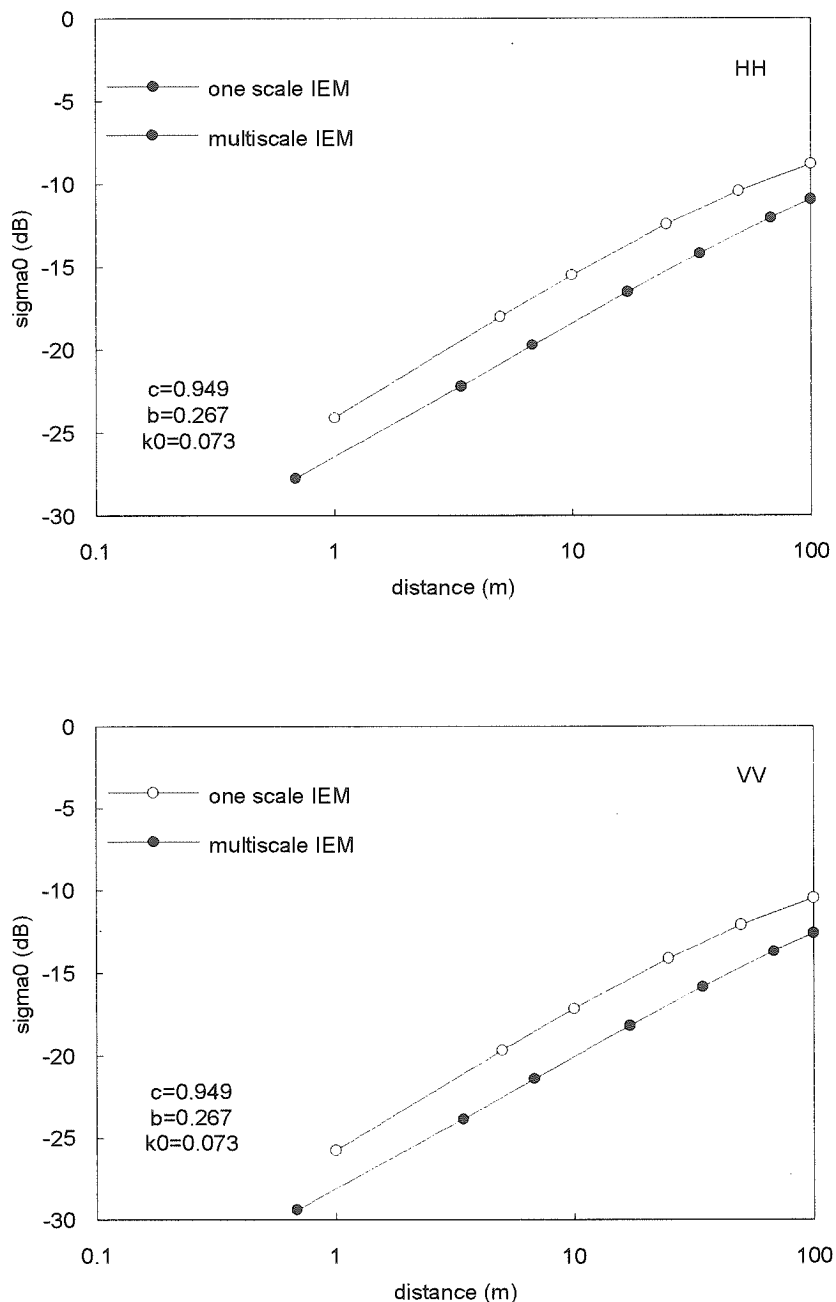 0
HH
one scale IEM
-5
multiscale IEM
-10
sigma0 (dB)
-15
-20
c=0.949
b=0.267
-25
k0=0.073
-30
0.1 1 10 100
distance (m)
0
VV
one scale IEM
-5
multiscale IEM
-10
sigma0 (dB)
-15
-20
c=0.949
b=0.267
-25
k0=0.073
-30
0.1 1 10 100
distance (m)